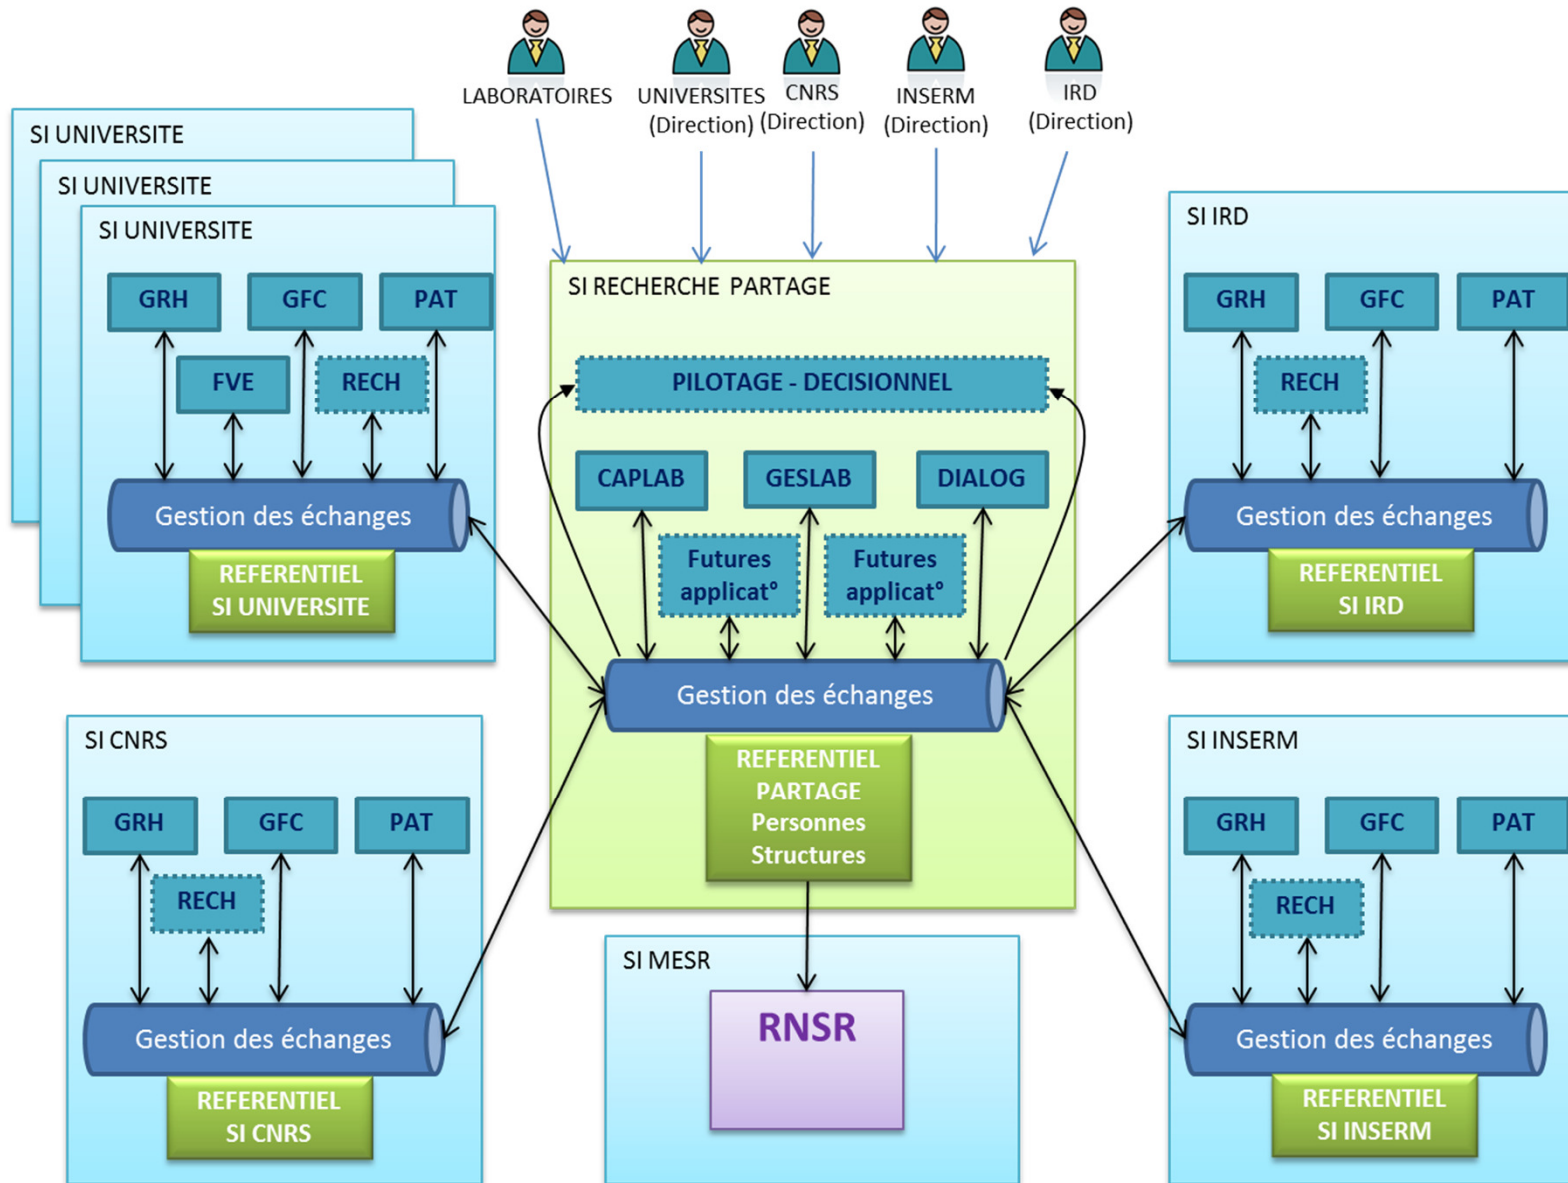 LABORATOIRES
UNIVERSITES
(Direction)
CNRS
(Direction)
INSERM
(Direction)
IRD
(Direction)
SI UNIVERSITE
SI UNIVERSITE
SI UNIVERSITE
GRH
GFC
PAT
FVE
RECH
Gestion des échanges
REFERENTIEL
SI UNIVERSITE
SI RECHERCHE PARTAGE
PILOTAGE - DECISIONNEL
CAPLAB
GESLAB
DIALOG
Futures
applicat°
Futures
applicat°
Gestion des échanges
REFERENTIEL
PARTAGE
Personnes
Structures
SI IRD
GRH
GFC
PAT
RECH
Gestion des échanges
REFERENTIEL
SI IRD
SI CNRS
GRH
GFC
PAT
RECH
Gestion des échanges
REFERENTIEL
SI CNRS
SI MESR
RNSR
SI INSERM
GRH
GFC
PAT
RECH
Gestion des échanges
REFERENTIEL
SI INSERM